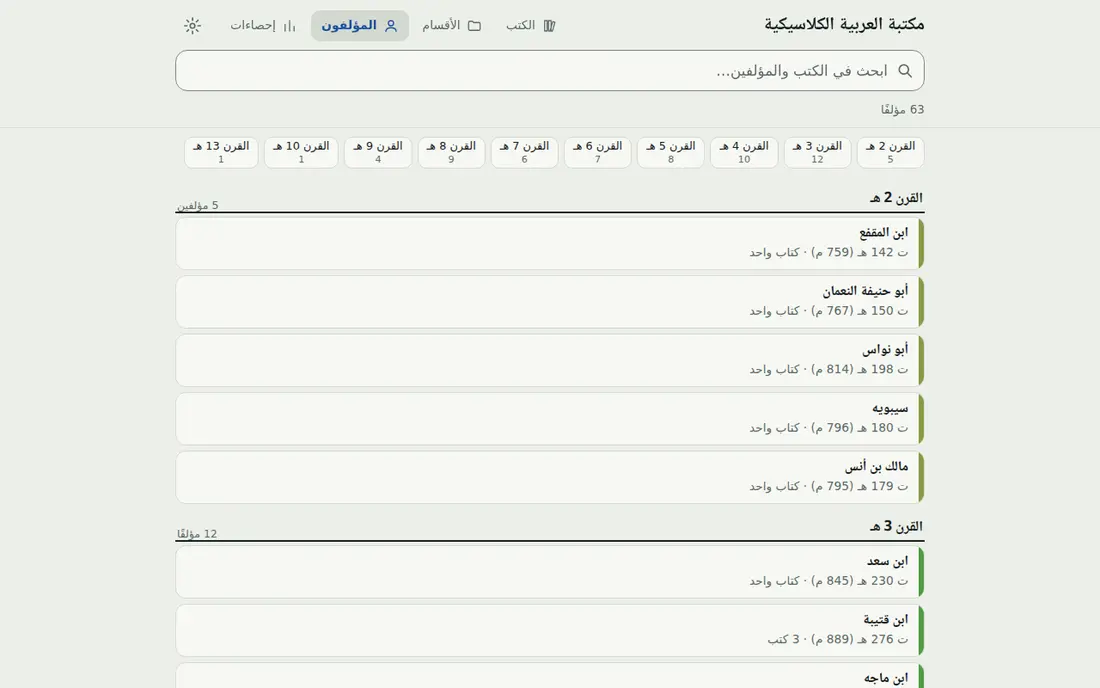 مكتبة العربية الكلاسيكية
الكتب
الأقسام
المؤلفون
إحصاءات
ابحث في الكتب والمؤلفين...
63 مؤلفًا
القرن 2 هـ
5
القرن 3 هـ
12
القرن 4 هـ
10
القرن 5 هـ
8
القرن 6 هـ
7
القرن 7 هـ
6
القرن 8 هـ
9
القرن 9 هـ
4
القرن 10 هـ
1
القرن 13 هـ
1
القرن 2 هـ
5 مؤلفين
ابن المقفع
ت 142 هـ (759 م) · كتاب واحد
أبو حنيفة النعمان
ت 150 هـ (767 م) · كتاب واحد
أبو نواس
ت 198 هـ (814 م) · كتاب واحد
سيبويه
ت 180 هـ (796 م) · كتاب واحد
مالك بن أنس
ت 179 هـ (795 م) · كتاب واحد
القرن 3 هـ
12 مؤلفًا
ابن سعد
ت 230 هـ (845 م) · كتاب واحد
ابن قتيبة
ت 276 هـ (889 م) · 3 كتب
ابن ماجه